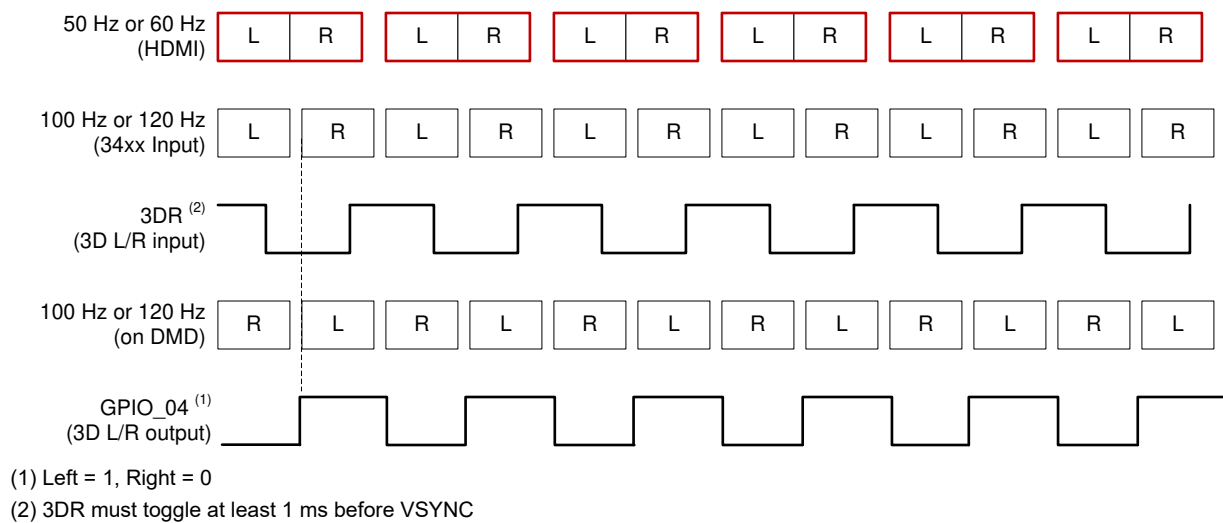 50 Hz or 60 Hz
(HDMI)
L R L R L R L R L R L R
100 Hz or 120 Hz
(34xx Input)
L R L R L R L R L R L R
3DR (2)
(3D L/R input)
100 Hz or 120 Hz
(on DMD)
R L R L R L R L R L R L
GPIO_04 (1)
(3D L/R output)
(1) Left = 1, Right = 0
(2) 3DR must toggle at least 1 ms before VSYNC